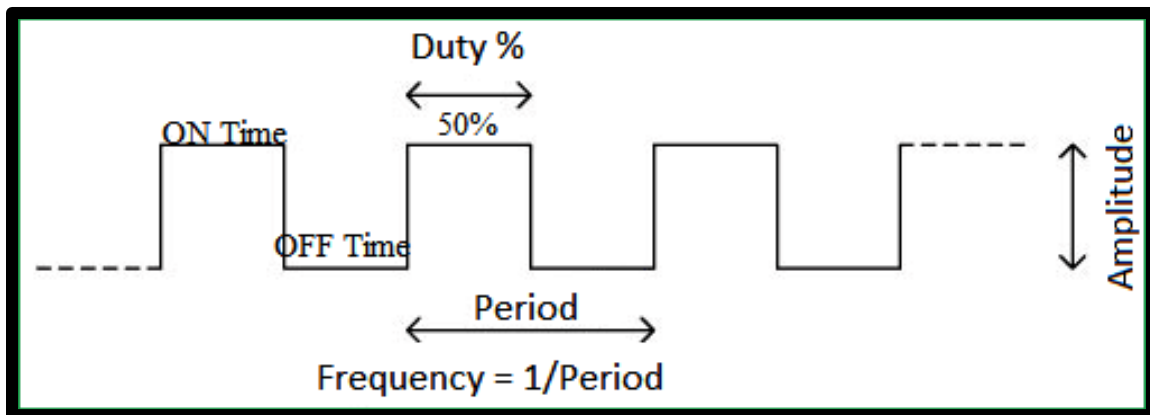 Duty %
50%
ON Time
OFF Time
Amplitude
Period
Frequency = 1/Period